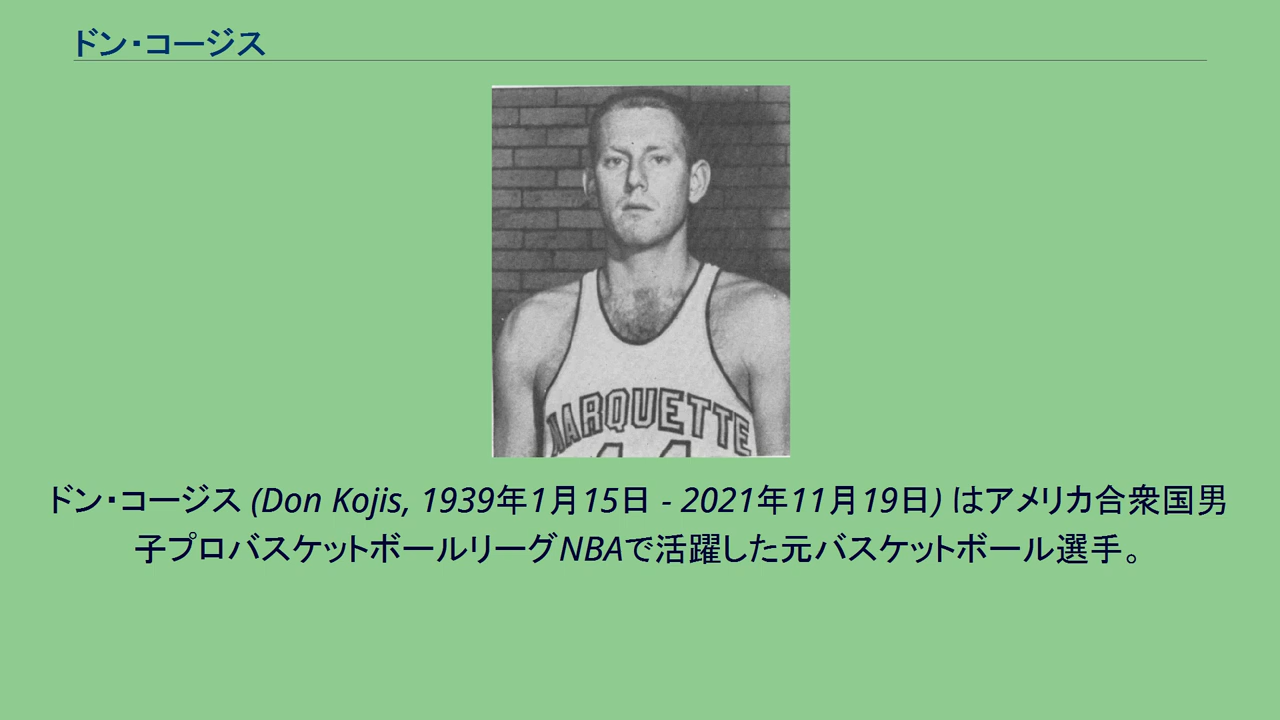 ドン・コージス
MARQUETTE
ドン・コージス (Don Kojis, 1939年1月15日 - 2021年11月19日) はアメリカ合衆国男
子プロバスケットボールリーグNBAで活躍した元バスケットボール選手。